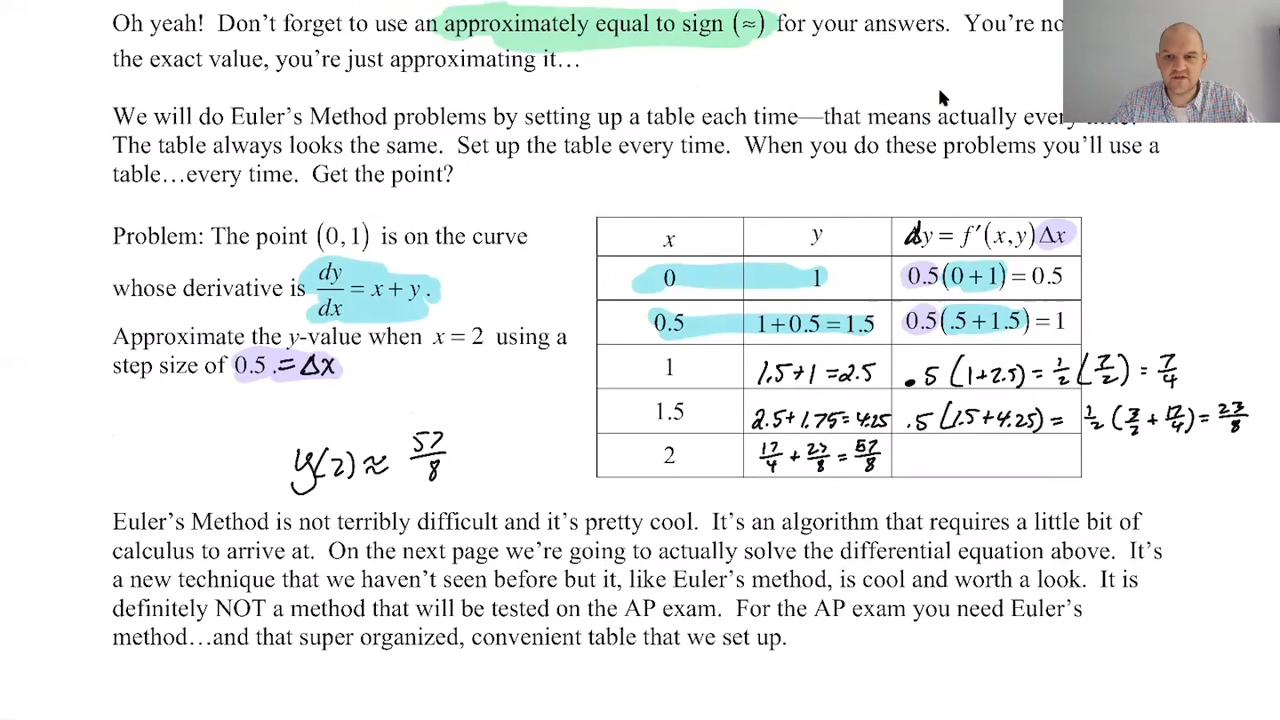 Oh yeah! Don't forget to use an approximately equal to sign (≈) for your answers. You're no
the exact value, you're just approximating it…
We will do Euler's Method problems by setting up a table each time—that means actually every
The table always looks the same. Set up the table every time. When you do these problems you'll use a
table…every time. Get the point?
Problem: The point (0,1) is on the curve
whose derivative is dy/dx = x + y.
Approximate the y-value when x = 2 using a
step size of 0.5. = Δx
y(2) ≈ 57/8
x y dy = f′(x,y)Δx
0 1 0.5(0+1) = 0.5
0.5 1+0.5 = 1.5 0.5(.5+1.5) = 1
1 1.5+1 = 2.5 .5(1+2.5) = 1/2(7/2) = 7/4
1.5 2.5+1.75 = 4.25 .5(1.5+4.25) = 1/2(3/2 + 17/4) = 23/8
2 17/4 + 23/8 = 57/8
Euler's Method is not terribly difficult and it's pretty cool. It's an algorithm that requires a little bit of
calculus to arrive at. On the next page we're going to actually solve the differential equation above. It's
a new technique that we haven't seen before but it, like Euler's method, is cool and worth a look. It is
definitely NOT a method that will be tested on the AP exam. For the AP exam you need Euler's
method…and that super organized, convenient table that we set up.